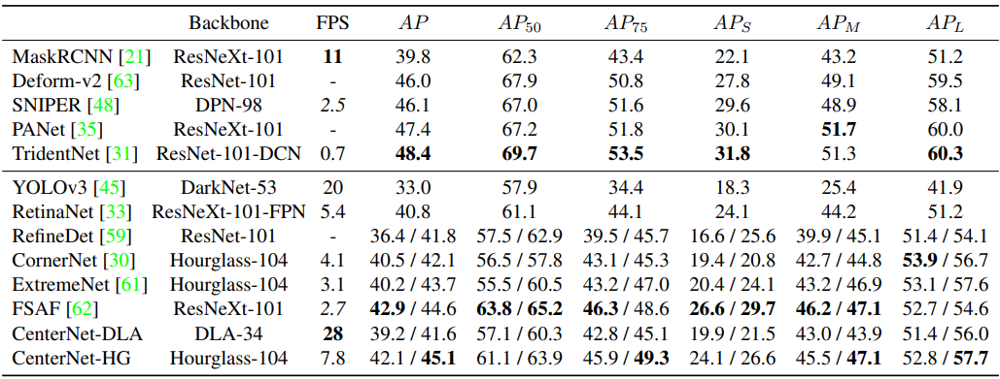 Backbone FPS AP AP50 AP75 APS APM APL
MaskRCNN [21] ResNeXt-101 11 39.8 62.3 43.4 22.1 43.2 51.2
Deform-v2 [63] ResNet-101 - 46.0 67.9 50.8 27.8 49.1 59.5
SNIPER [48] DPN-98 2.5 46.1 67.0 51.6 29.6 48.9 58.1
PANet [35] ResNeXt-101 - 47.4 67.2 51.8 30.1 51.7 60.0
TridentNet [31] ResNet-101-DCN 0.7 48.4 69.7 53.5 31.8 51.3 60.3
YOLOv3 [45] DarkNet-53 20 33.0 57.9 34.4 18.3 25.4 41.9
RetinaNet [33] ResNeXt-101-FPN 5.4 40.8 61.1 44.1 24.1 44.2 51.2
RefineDet [59] ResNet-101 - 36.4 / 41.8 57.5 / 62.9 39.5 / 45.7 16.6 / 25.6 39.9 / 45.1 51.4 / 54.1
CornerNet [30] Hourglass-104 4.1 40.5 / 42.1 56.5 / 57.8 43.1 / 45.3 19.4 / 20.8 42.7 / 44.8 53.9 / 56.7
ExtremeNet [61] Hourglass-104 3.1 40.2 / 43.7 55.5 / 60.5 43.2 / 47.0 20.4 / 24.1 43.2 / 46.9 53.1 / 57.6
FSAF [62] ResNeXt-101 2.7 42.9 / 44.6 63.8 / 65.2 46.3 / 48.6 26.6 / 29.7 46.2 / 47.1 52.7 / 54.6
CenterNet-DLA DLA-34 28 39.2 / 41.6 57.1 / 60.3 42.8 / 45.1 19.9 / 21.5 43.0 / 43.9 51.4 / 56.0
CenterNet-HG Hourglass-104 7.8 42.1 / 45.1 61.1 / 63.9 45.9 / 49.3 24.1 / 26.6 45.5 / 47.1 52.8 / 57.7